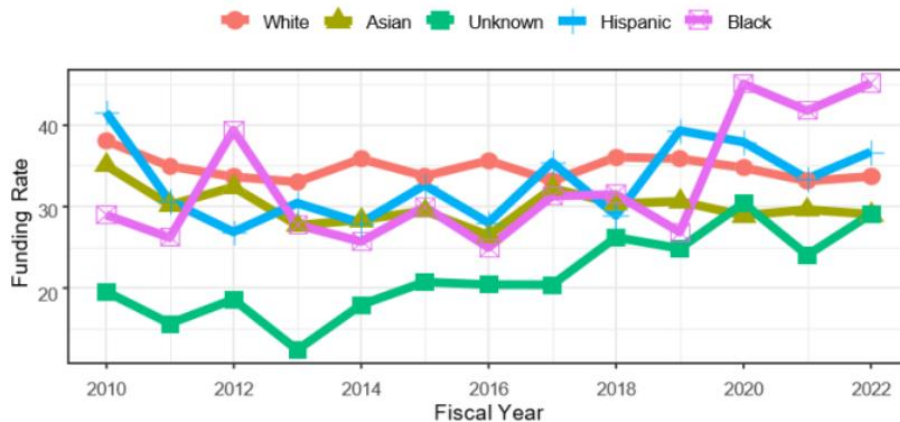 White Asian Unknown Hispanic Black
40
30
20
Funding Rate
2010 2012 2014 2016 2018 2020 2022
Fiscal Year